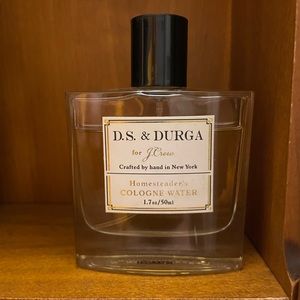 D.S. & DURGA
for J.Crew
Crafted by hand in New York
Homesteader's
COLOGNE WATER
1.7oz/50ml